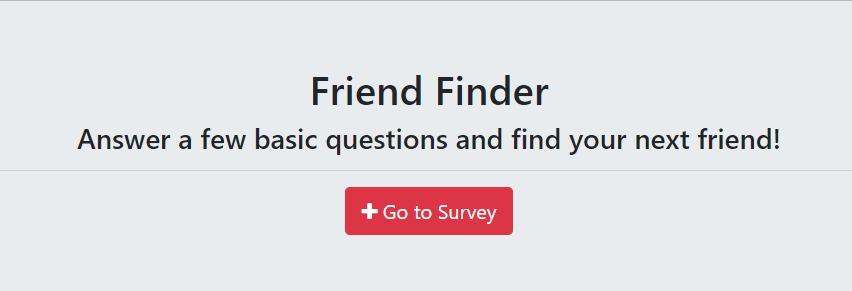 Friend Finder
Answer a few basic questions and find your next friend!
Go to Survey